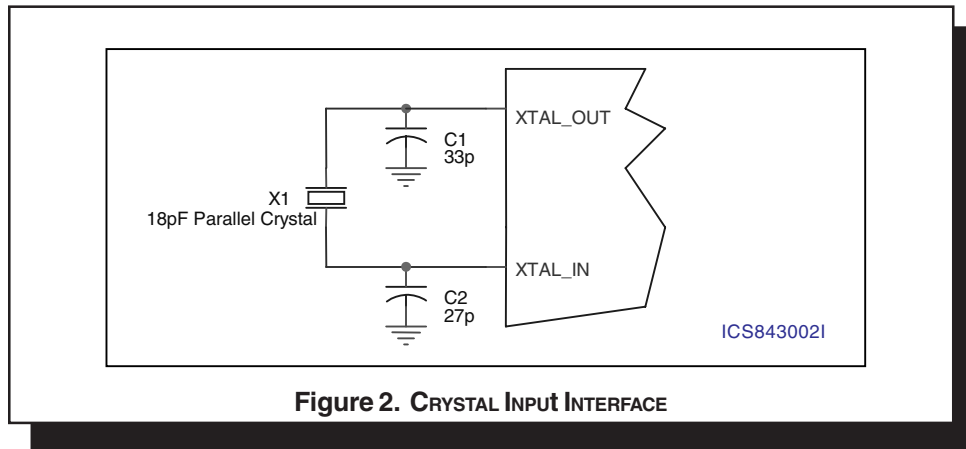 XTAL_OUT
C1
33p
X1
18pF Parallel Crystal
XTAL_IN
C2
27p
ICS843002I
Figure 2. CRYSTAL INPUt INTERFACE